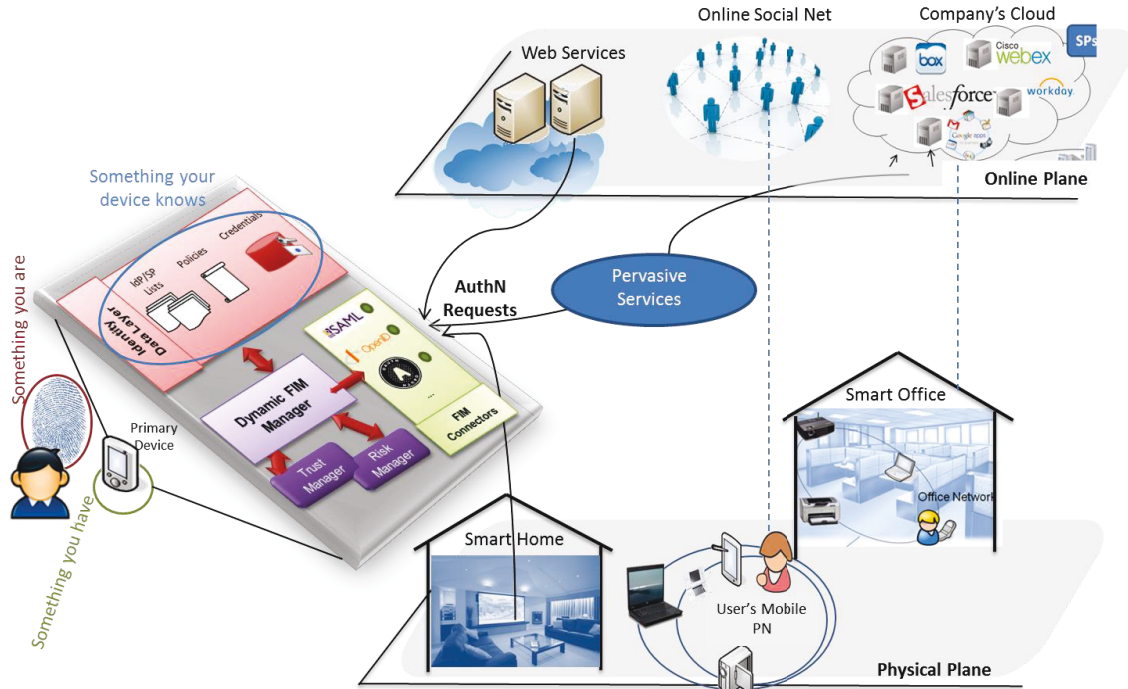 Online Social Net
Company's Cloud
Web Services
SPs
box
Cisco
webex
salesforce
workday
Google apps
Online Plane
Something your
device knows
Credentials
Policies
IdP/SP
Lists
Identity
Data Layer
AuthN
Requests
Pervasive
Services
SAML
OpenID
...
FIM
Connectors
Dynamic FIM
Manager
Trust
Manager
Risk
Manager
Something you are
Primary
Device
Something you have
Smart Office
Office Network
Smart Home
User's Mobile
PN
Physical Plane